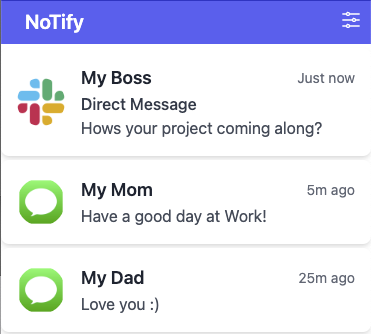 NoTify
My Boss
Just now
Direct Message
Hows your project coming along?
My Mom
5m ago
Have a good day at Work!
My Dad
25m ago
Love you :)